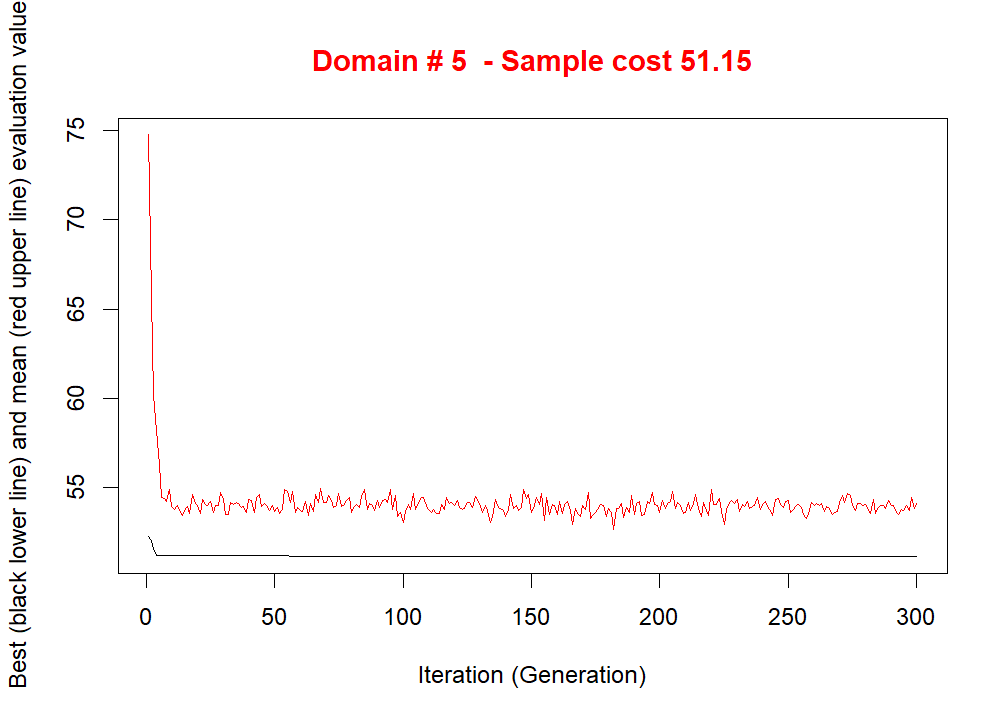 Domain # 5  - Sample cost 51.15
Best (black lower line) and mean (red upper line) evaluation value
75
70
65
60
55
0 50 100 150 200 250 300
Iteration (Generation)